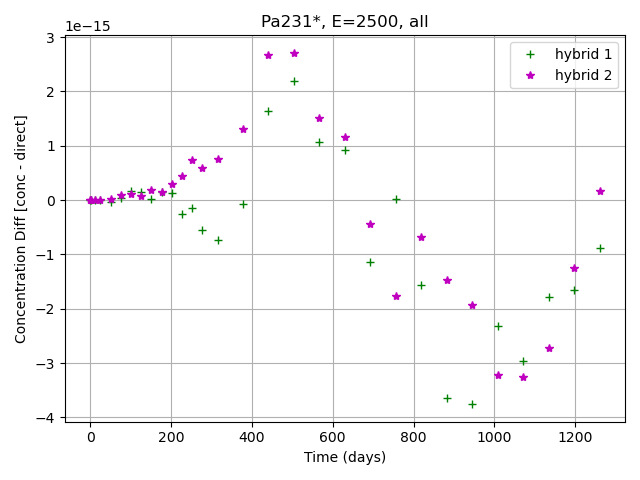 Pa231*, E=2500, all
1e−15
hybrid 1
hybrid 2
3
2
1
0
−1
−2
−3
−4
Concentration Diff [conc - direct]
0 200 400 600 800 1000 1200
Time (days)